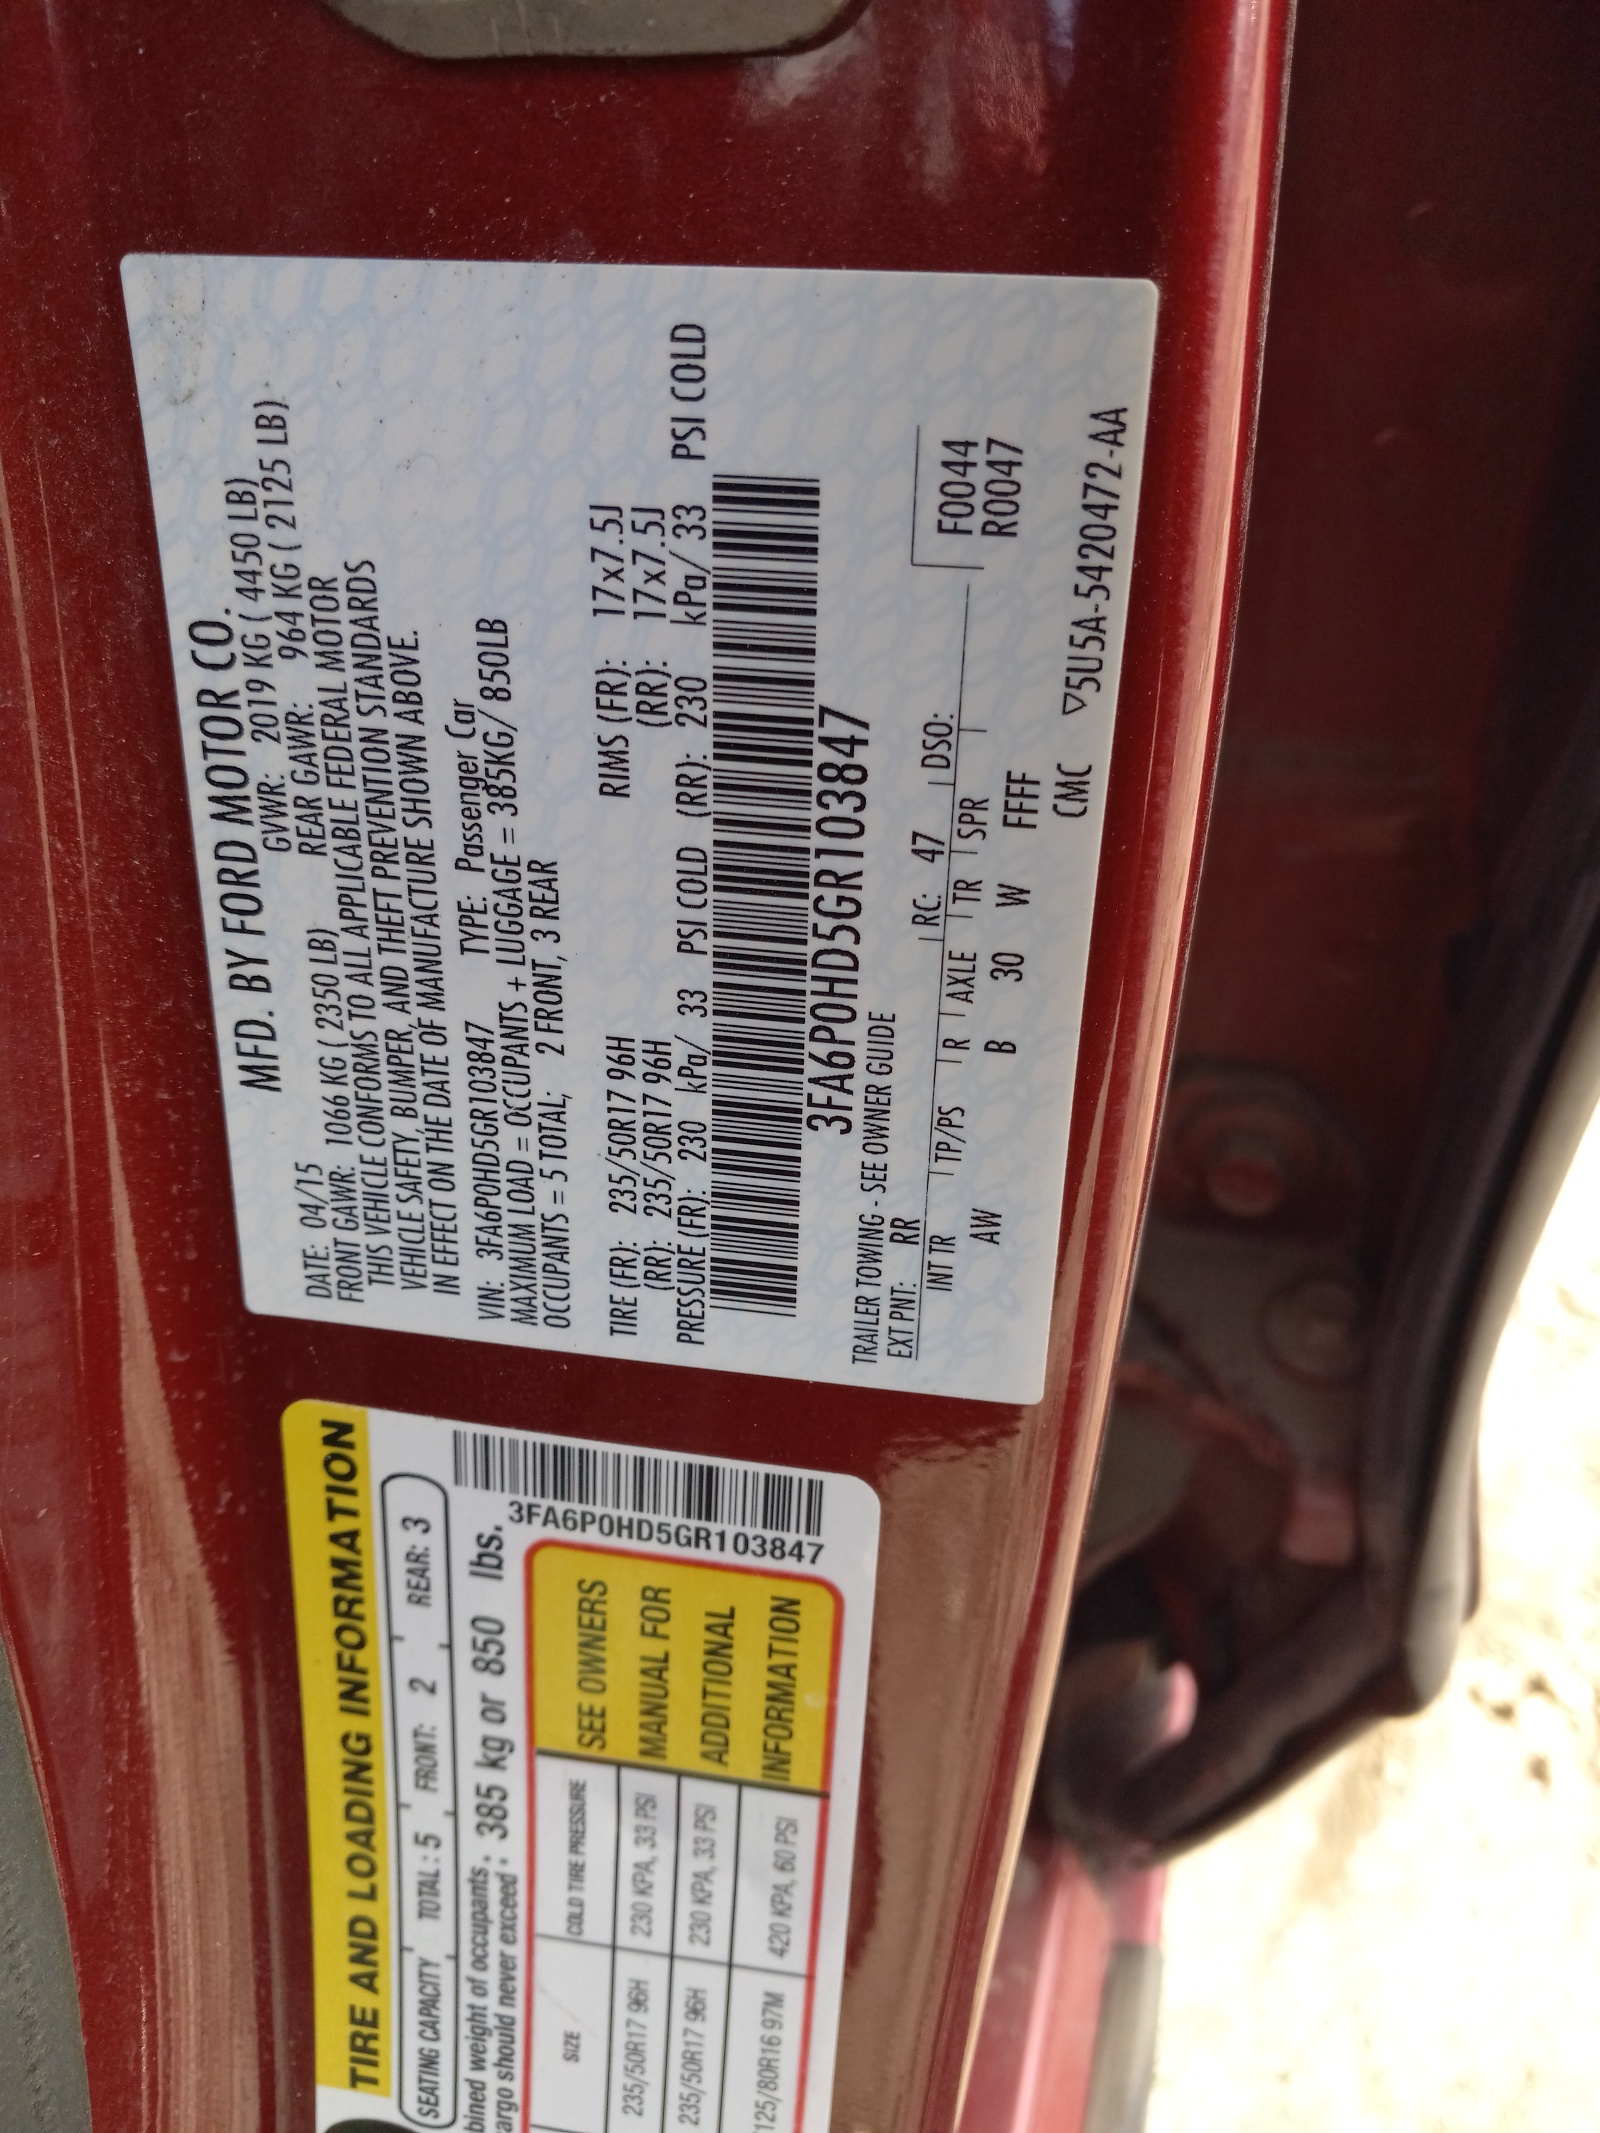 MFD. BY FORD MOTOR CO.
DATE: 04/15 GVWR: 2019 KG ( 4450 LB)
FRONT GAWR: 1066 KG ( 2350 LB) REAR GAWR: 964 KG ( 2125 LB)
THIS VEHICLE CONFORMS TO ALL APPLICABLE FEDERAL MOTOR
VEHICLE SAFETY, BUMPER, AND THEFT PREVENTION STANDARDS
IN EFFECT ON THE DATE OF MANUFACTURE SHOWN ABOVE.
VIN: 3FA6P0HD5GR103847 TYPE: Passenger Car
MAXIMUM LOAD = OCCUPANTS + LUGGAGE = 385KG/ 850LB
OCCUPANTS = 5 TOTAL; 2 FRONT, 3 REAR
TIRE (FR): 235/50R17 96H RIMS (FR): 17x7.5J
(RR): 235/50R17 96H (RR): 17x7.5J
PRESSURE (FR): 230 kPa/ 33 PSI COLD (RR): 230 kPa/ 33 PSI COLD
3FA6P0HD5GR103847
TRAILER TOWING - SEE OWNER GUIDE
EXT PNT: RR RC: 47 DSO:
INT TR TP/PS R AXLE TR SPR
AW B 30 W FFFF
F0044
R0047
CMC ▽5U5A-5420472-AA
TIRE AND LOADING INFORMATION
SEATING CAPACITY TOTAL: 5 FRONT: 2 REAR: 3
bined weight of occupants
argo should never exceed 385 kg or 850 lbs.
3FA6P0HD5GR103847
SIZE COLD TIRE PRESSURE
235/50R17 96H 230 KPA, 33 PSI
235/50R17 96H 230 KPA, 33 PSI
125/80R16 97M 420 KPA, 60 PSI
SEE OWNERS
MANUAL FOR
ADDITIONAL
INFORMATION